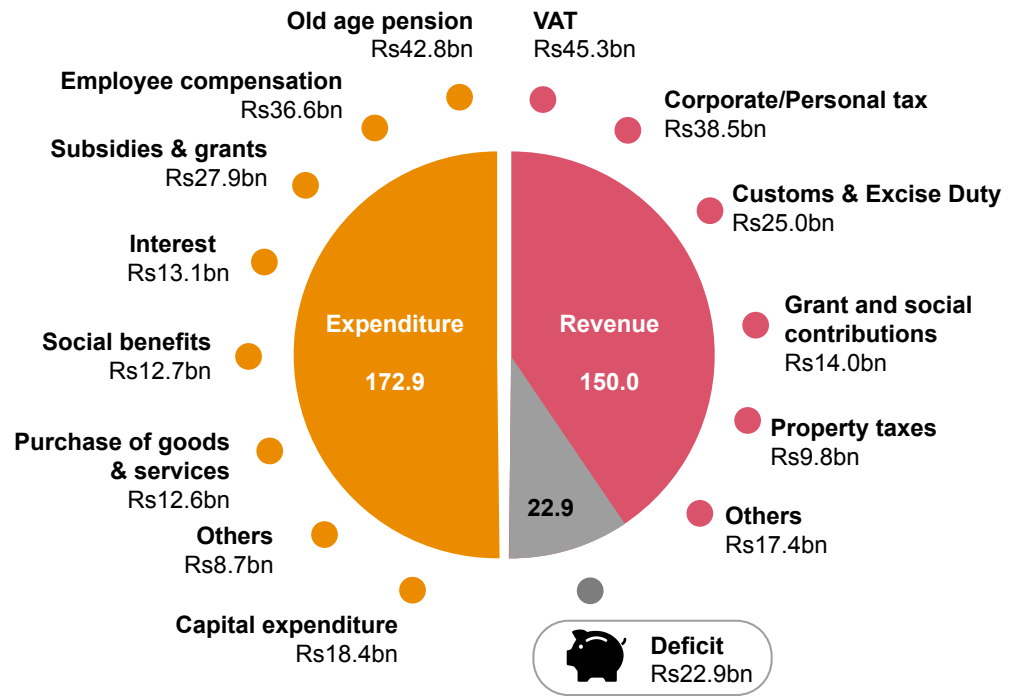 Old age pension
Rs42.8bn
Employee compensation
Rs36.6bn
Subsidies & grants
Rs27.9bn
Interest
Rs13.1bn
Social benefits
Rs12.7bn
Purchase of goods
& services
Rs12.6bn
Others
Rs8.7bn
Capital expenditure
Rs18.4bn
Expenditure
172.9
Revenue
150.0
22.9
VAT
Rs45.3bn
Corporate/Personal tax
Rs38.5bn
Customs & Excise Duty
Rs25.0bn
Grant and social
contributions
Rs14.0bn
Property taxes
Rs9.8bn
Others
Rs17.4bn
Deficit
Rs22.9bn